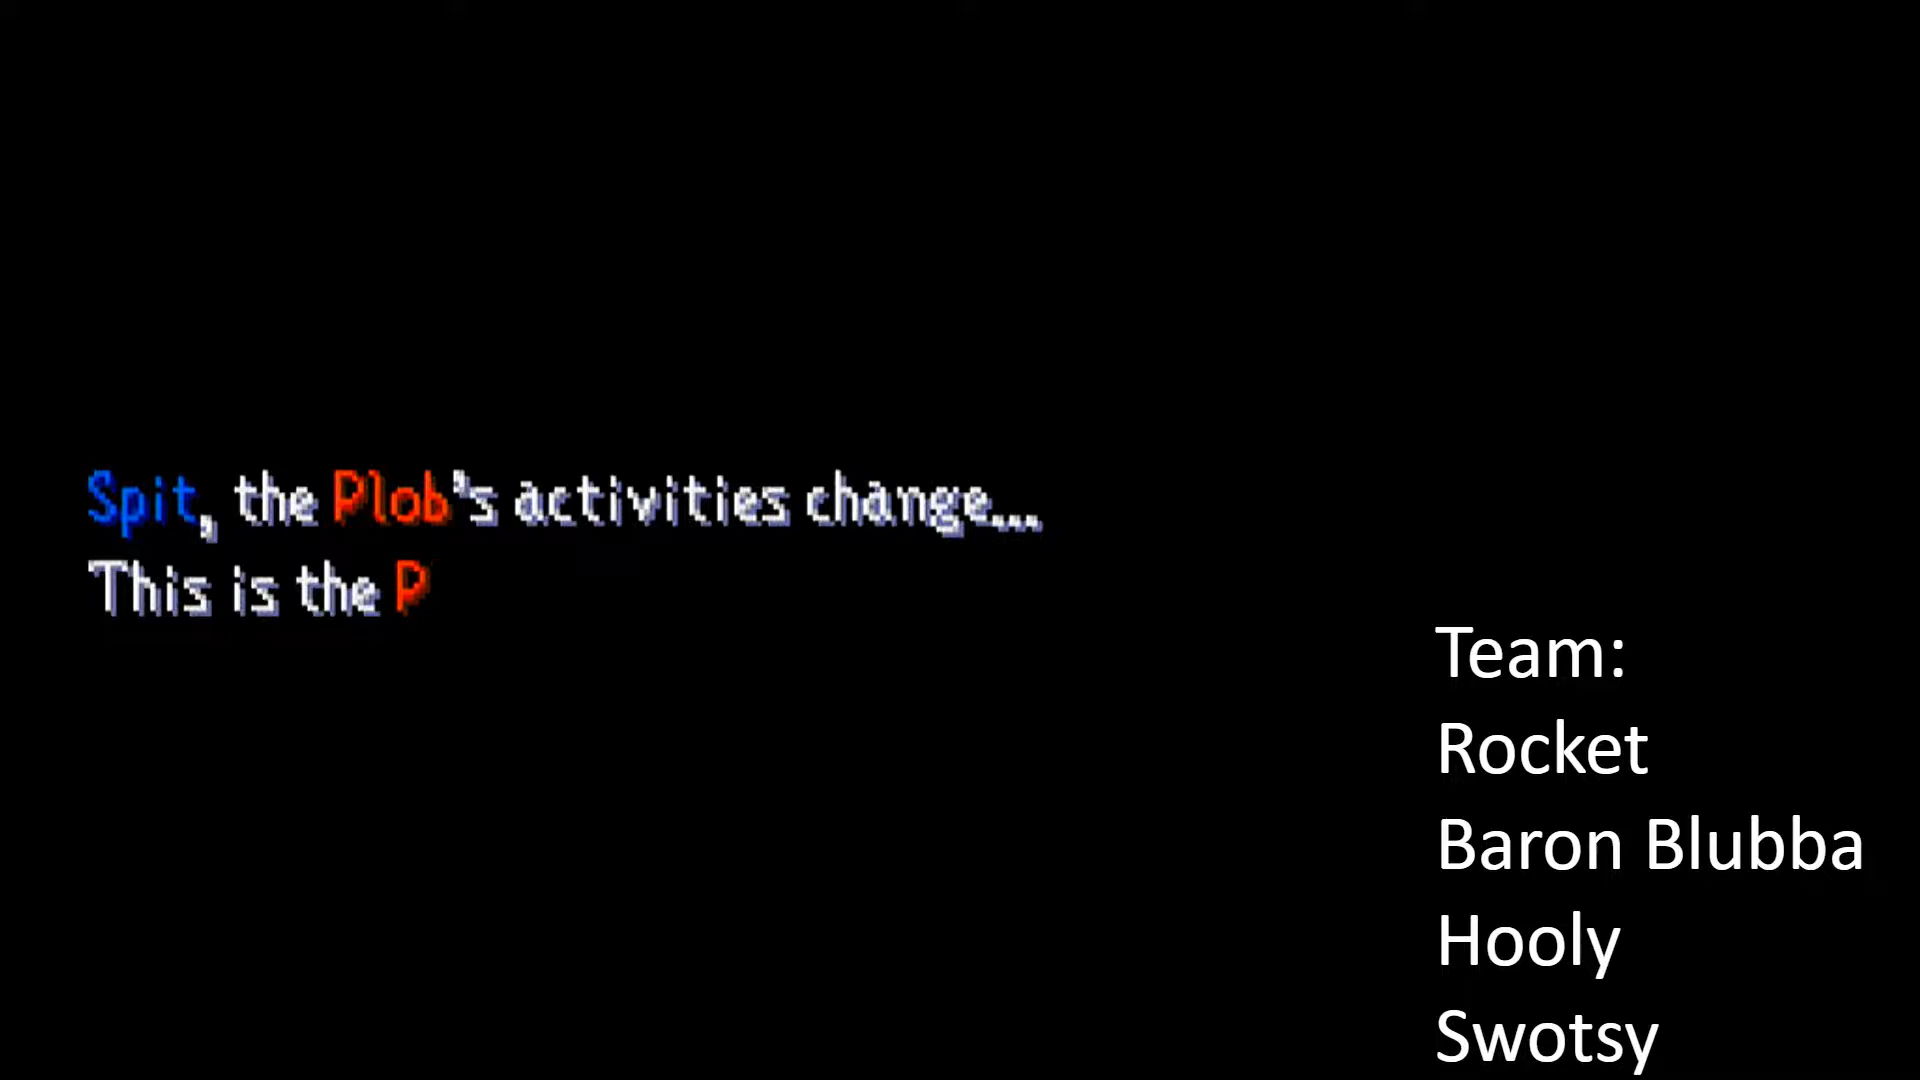 Spit, the Plob's activities change...
This is the P
Team:
Rocket
Baron Blubba
Hooly
Swotsy